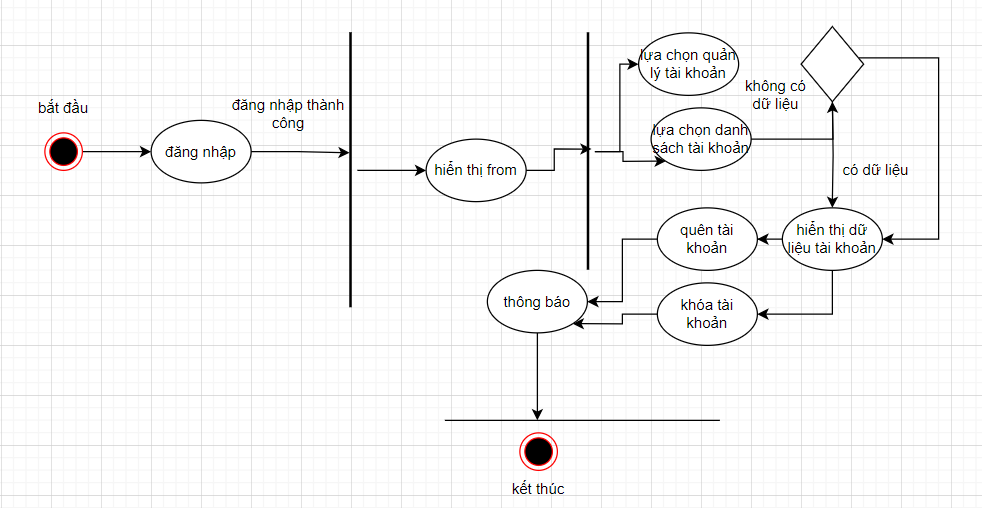 bắt đầu
đăng nhập
đăng nhập thành
công
hiển thị from
lựa chọn quản
lý tài khoản
lựa chọn danh
sách tài khoản
không có
dữ liệu
có dữ liệu
hiển thị dữ
liệu tài khoản
quên tài
khoản
khóa tài
khoản
thông báo
kết thúc